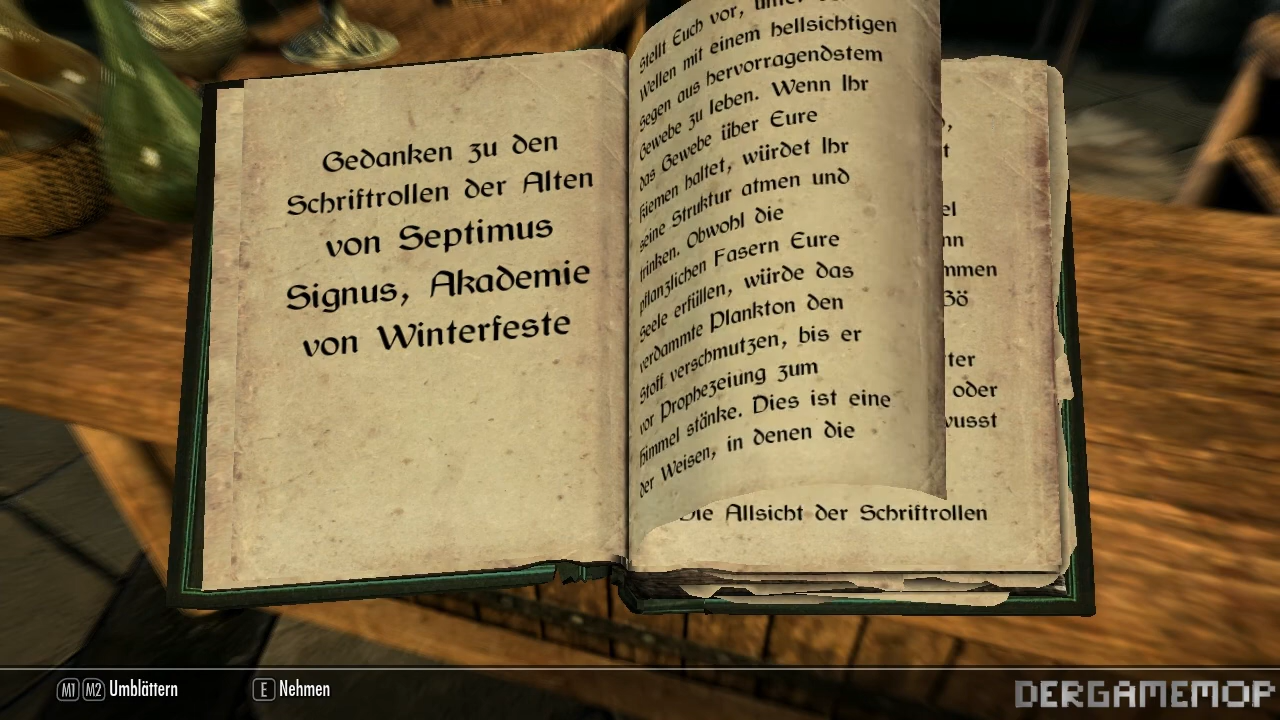 Gedanken zu den
Schriftrollen der Alten
von Septimus
Signus, Akademie
von Winterfeste
Stellt Euch vor, unter den
Wellen mit einem hellsichtigen
Segen aus hervorragendstem
Gewebe zu leben. Wenn Ihr
das Gewebe über Eure
Kiemen haltet, würdet Ihr
seine Struktur atmen und
trinken. Obwohl die
pflanzlichen Fasern Eure
Seele erfüllen, würde das
verdammte Plankton den
Stoff verschmutzen, bis er
vor Prophezeiung zum
Himmel stänke. Dies ist eine
der Weisen, in denen die
Die Allsicht der Schriftrollen
oder
M1 M2 Umblättern
E Nehmen
DERGAMEMOP